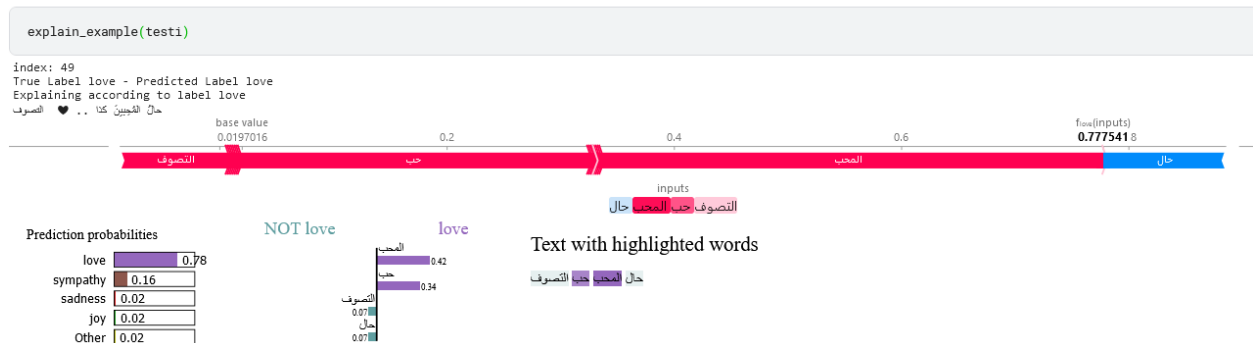 explain_example(testi)
index: 49
True Label love - Predicted Label love
Explaining according to label love
حالُ المُحِبينَ كذا .. ♥ التصوف
base value
f love(inputs)
0.0197016 0.2 0.4 0.6 0.777541 8
التصوف حب المحب حال
inputs
حال المحب حب التصوف
Prediction probabilities
love 0.78
sympathy 0.16
sadness 0.02
joy 0.02
Other 0.02
NOT love love
المحب
0.42
حب
0.34
التصوف
0.07
حال
0.07
Text with highlighted words
حال المحب حب التصوف